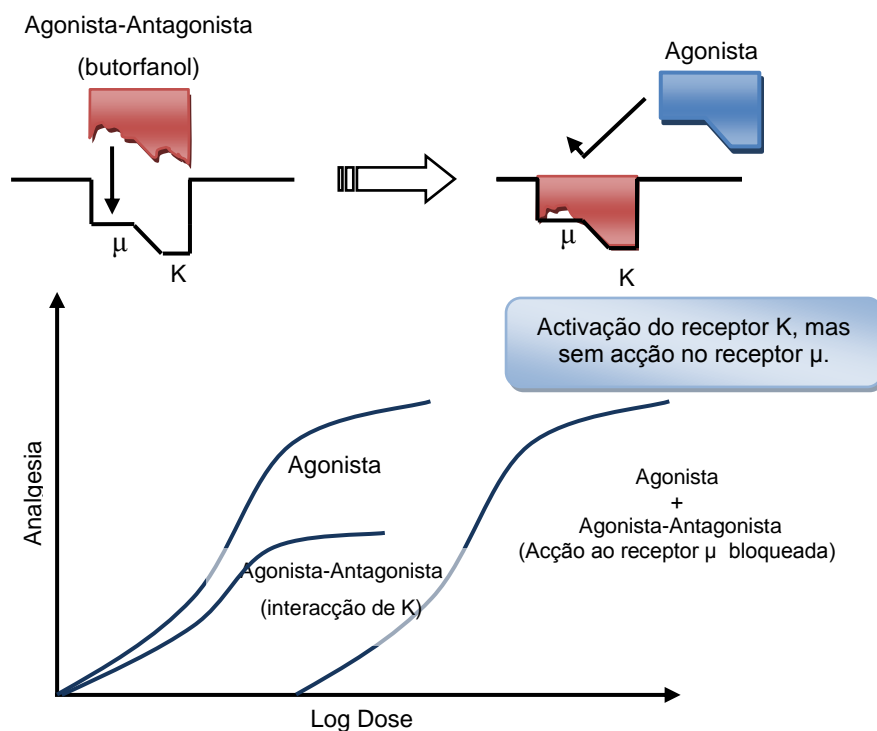 Agonista-Antagonista
(butorfanol)
Agonista
μ
K
μ
K
Activação do receptor K, mas
sem acção no receptor μ.
Analgesia
Agonista
Agonista-Antagonista
(interacção de K)
Agonista
+
Agonista-Antagonista
(Acção ao receptor μ bloqueada)
Log Dose